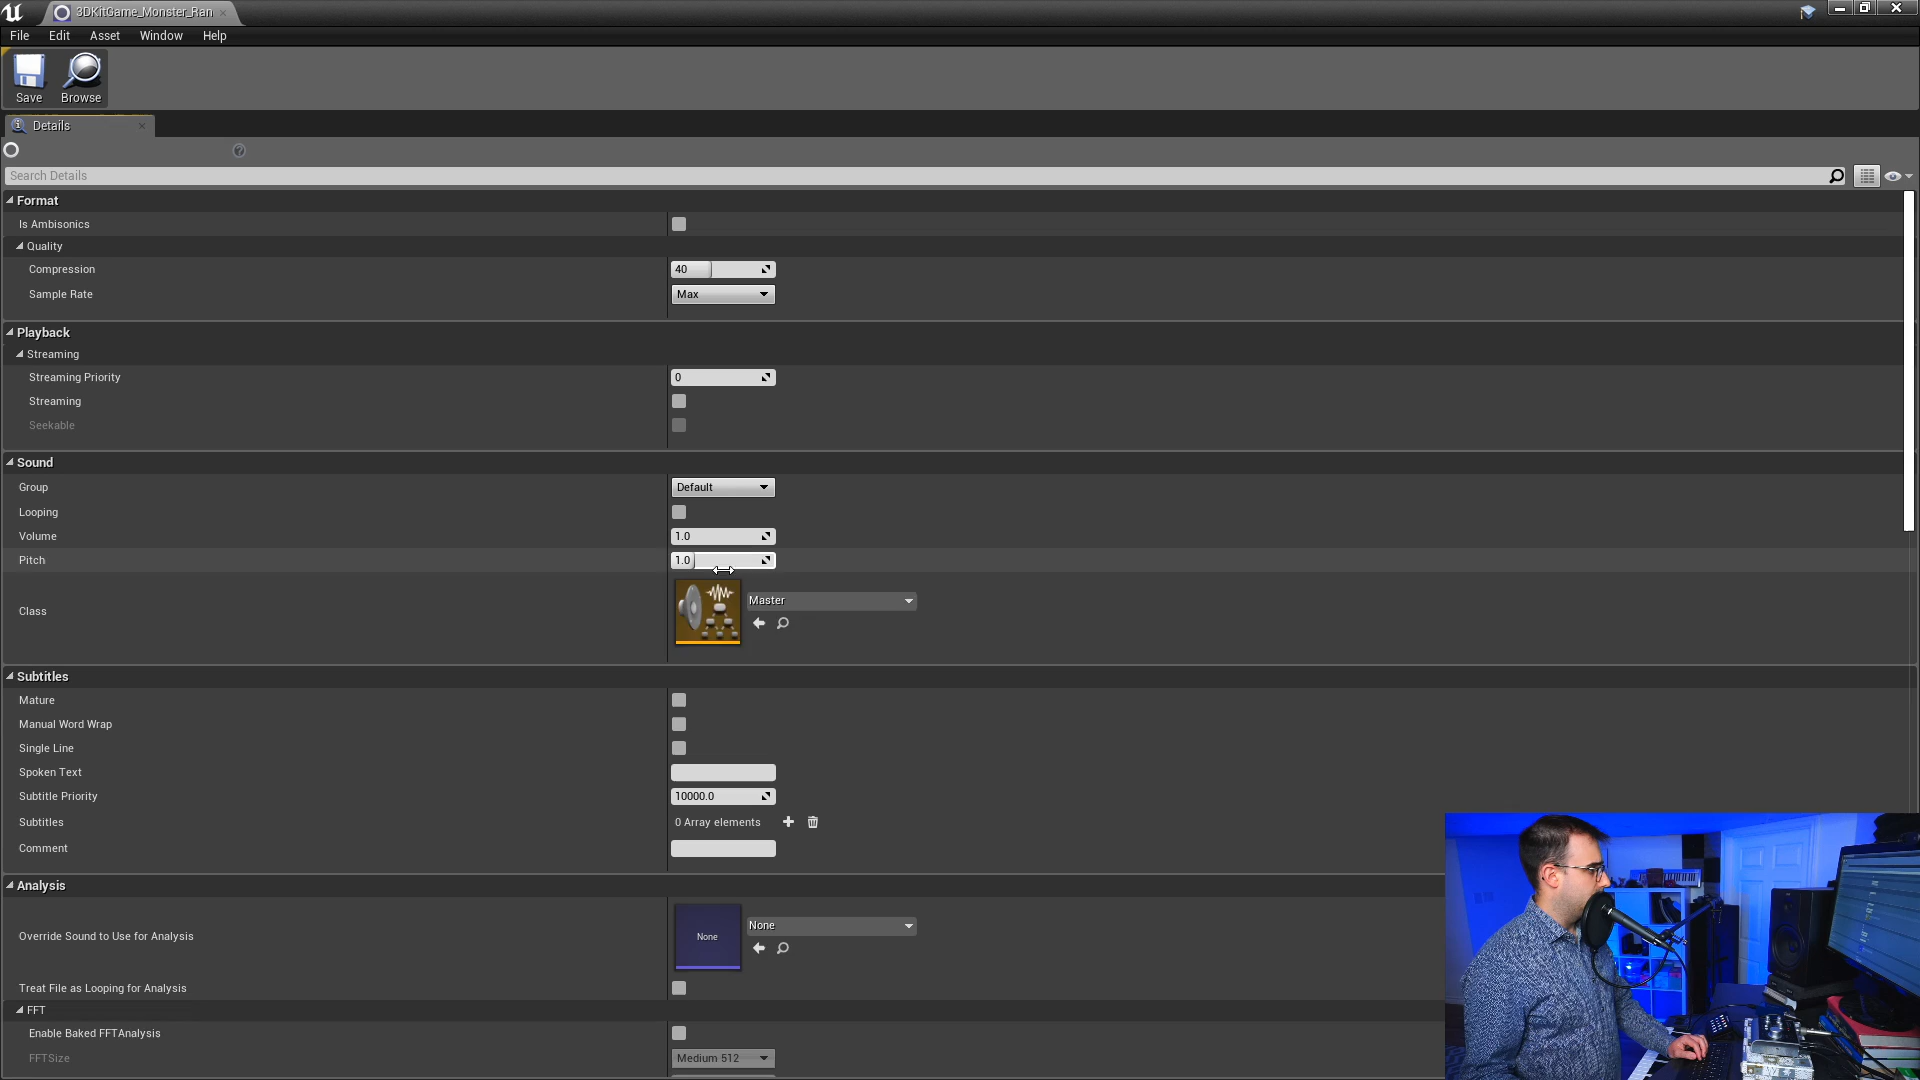 3DKitGame_Monster_Ran
File Edit Asset Window Help
Save Browse
Details
Search Details
Format
Is Ambisonics
Quality
Compression 40
Sample Rate Max
Playback
Streaming
Streaming Priority 0
Streaming
Seekable
Sound
Group Default
Looping
Volume 1.0
Pitch 1.0
Class Master
Subtitles
Mature
Manual Word Wrap
Single Line
Spoken Text
Subtitle Priority 10000.0
Subtitles 0 Array elements
Comment
Analysis
Override Sound to Use for Analysis None None
Treat File as Looping for Analysis
FFT
Enable Baked FFTAnalysis
FFTSize Medium 512